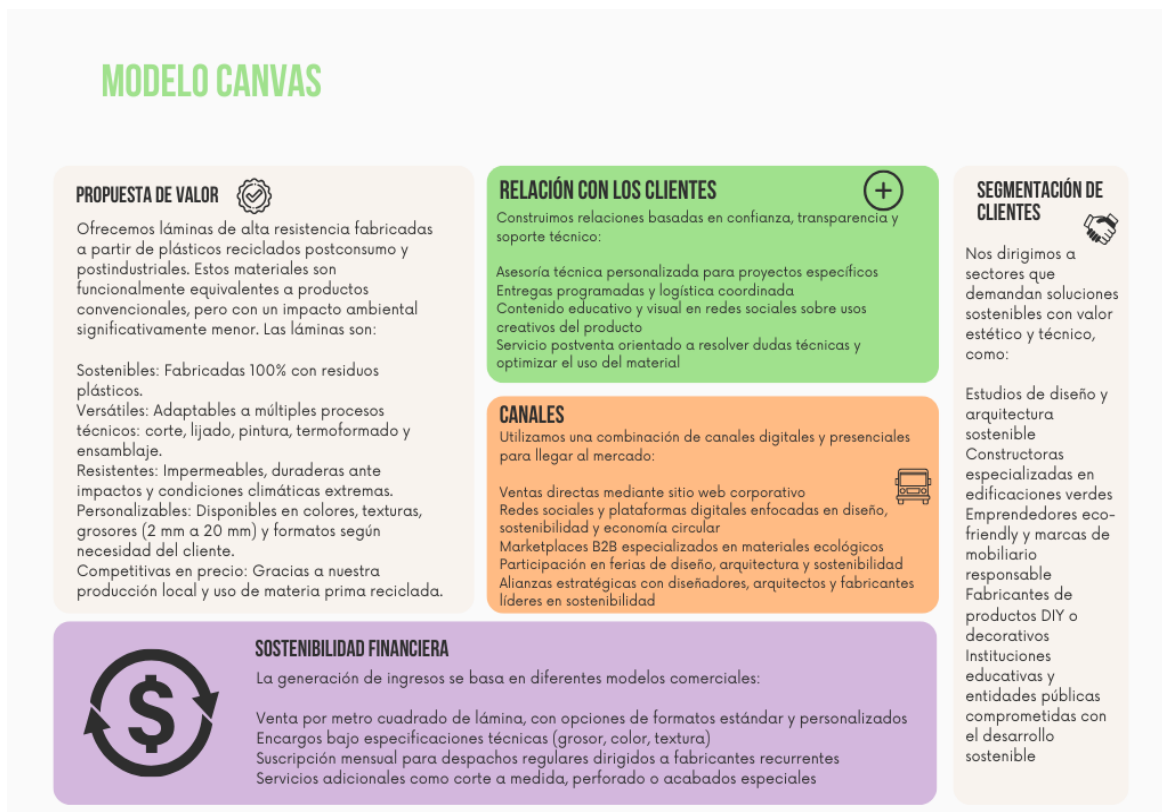 MODELO CANVAS
PROPUESTA DE VALOR
Ofrecemos láminas de alta resistencia fabricadas
a partir de plásticos reciclados postconsumo y
postindustriales. Estos materiales son
funcionalmente equivalentes a productos
convencionales, pero con un impacto ambiental
significativamente menor. Las láminas son:
Sostenibles: Fabricadas 100% con residuos
plásticos.
Versátiles: Adaptables a múltiples procesos
técnicos: corte, lijado, pintura, termoformado y
ensamblaje.
Resistentes: Impermeables, duraderas ante
impactos y condiciones climáticas extremas.
Personalizables: Disponibles en colores, texturas,
grosores (2 mm a 20 mm) y formatos según
necesidad del cliente.
Competitivas en precio: Gracias a nuestra
producción local y uso de materia prima reciclada.
RELACIÓN CON LOS CLIENTES
Construimos relaciones basadas en confianza, transparencia y
soporte técnico:
Asesoría técnica personalizada para proyectos específicos
Entregas programadas y logística coordinada
Contenido educativo y visual en redes sociales sobre usos
creativos del producto
Servicio postventa orientado a resolver dudas técnicas y
optimizar el uso del material
CANALES
Utilizamos una combinación de canales digitales y presenciales
para llegar al mercado:
Ventas directas mediante sitio web corporativo
Redes sociales y plataformas digitales enfocadas en diseño,
sostenibilidad y economía circular
Marketplaces B2B especializados en materiales ecológicos
Participación en ferias de diseño, arquitectura y sostenibilidad
Alianzas estratégicas con diseñadores, arquitectos y fabricantes
líderes en sostenibilidad
SEGMENTACIÓN DE
CLIENTES
Nos dirigimos a
sectores que
demandan soluciones
sostenibles con valor
estético y técnico,
como:
Estudios de diseño y
arquitectura
sostenible
Constructoras
especializadas en
edificaciones verdes
Emprendedores eco-
friendly y marcas de
mobiliario
responsable
Fabricantes de
productos DIY o
decorativos
Instituciones
educativas y
entidades públicas
comprometidas con
el desarrollo
sostenible
SOSTENIBILIDAD FINANCIERA
La generación de ingresos se basa en diferentes modelos comerciales:
Venta por metro cuadrado de lámina, con opciones de formatos estándar y personalizados
Encargos bajo especificaciones técnicas (grosor, color, textura)
Suscripción mensual para despachos regulares dirigidos a fabricantes recurrentes
Servicios adicionales como corte a medida, perforado o acabados especiales